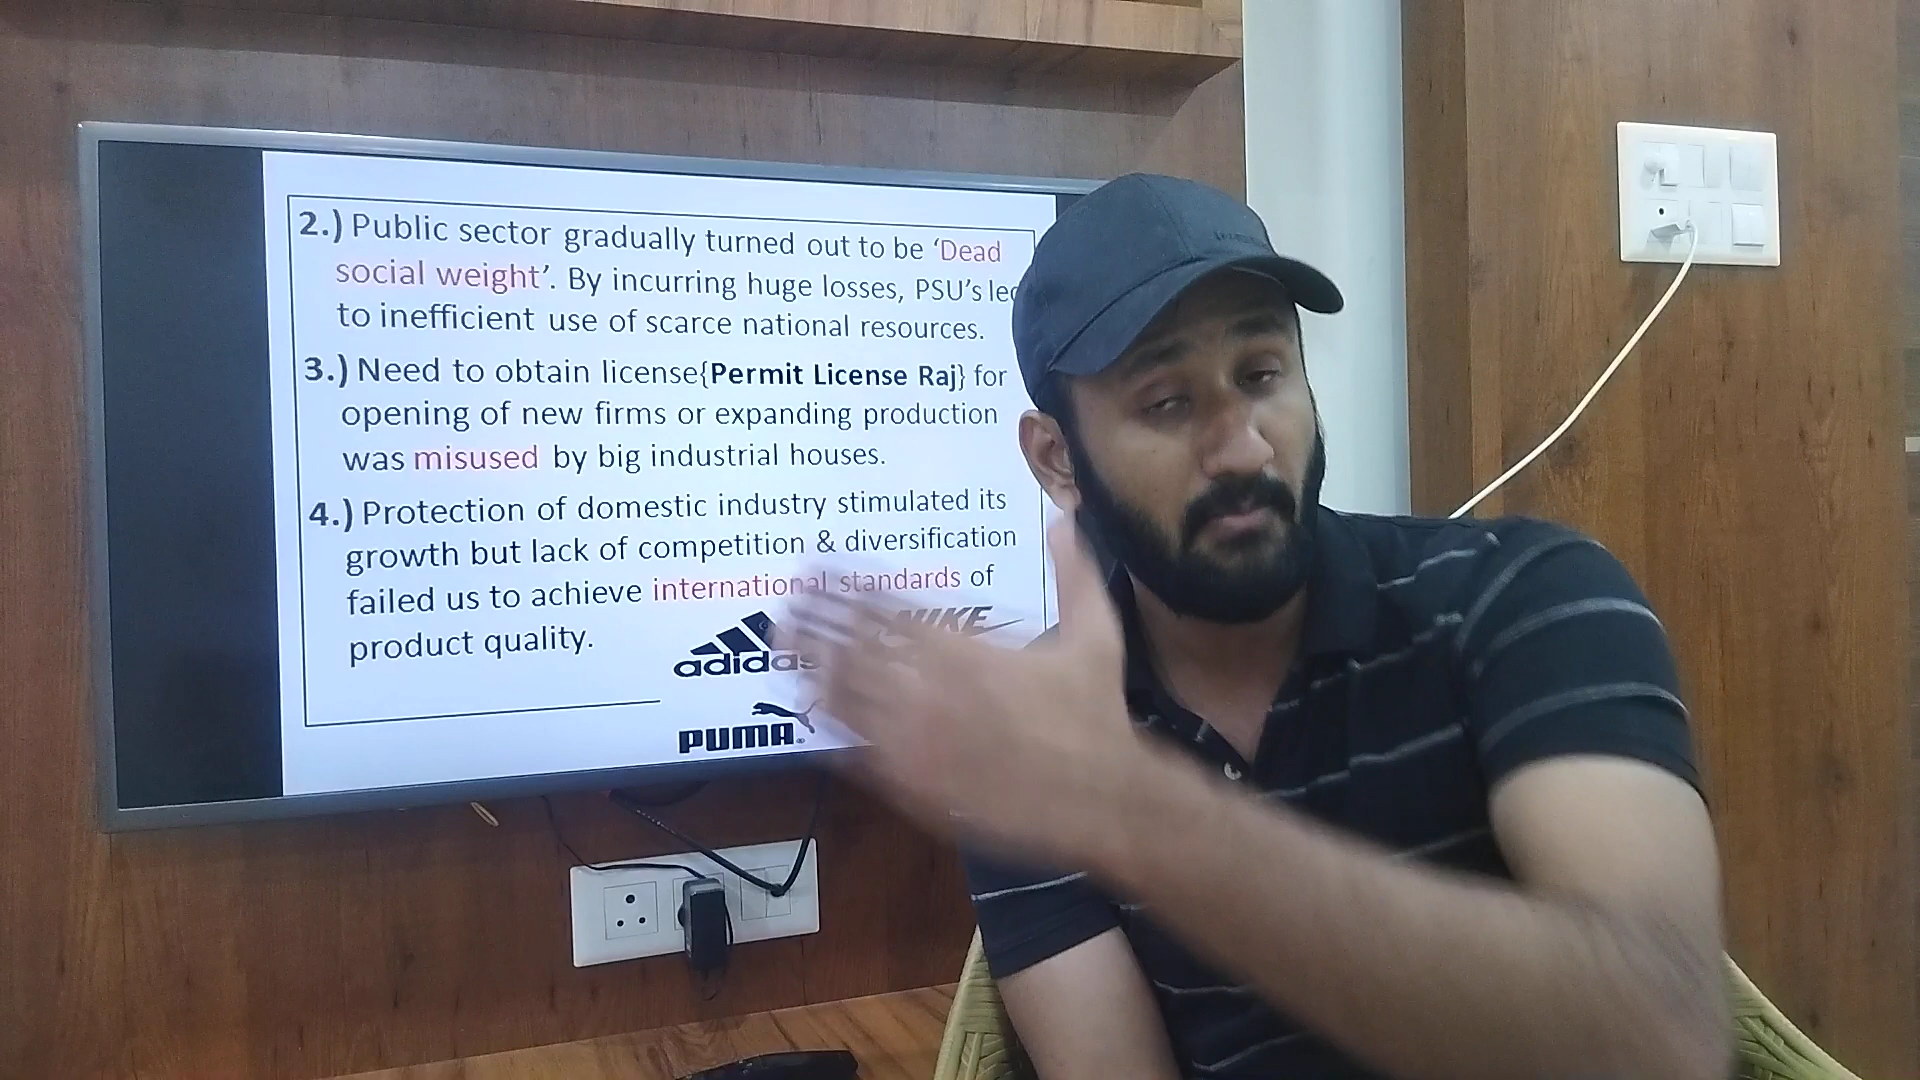 2.) Public sector gradually turned out to be ‘Dead
social weight’. By incurring huge losses, PSU’s led
to inefficient use of scarce national resources.
3.) Need to obtain license{Permit License Raj} for
opening of new firms or expanding production
was misused by big industrial houses.
4.) Protection of domestic industry stimulated its
growth but lack of competition & diversification
failed us to achieve international standards of
product quality.
adidas
NIKE
PUMA